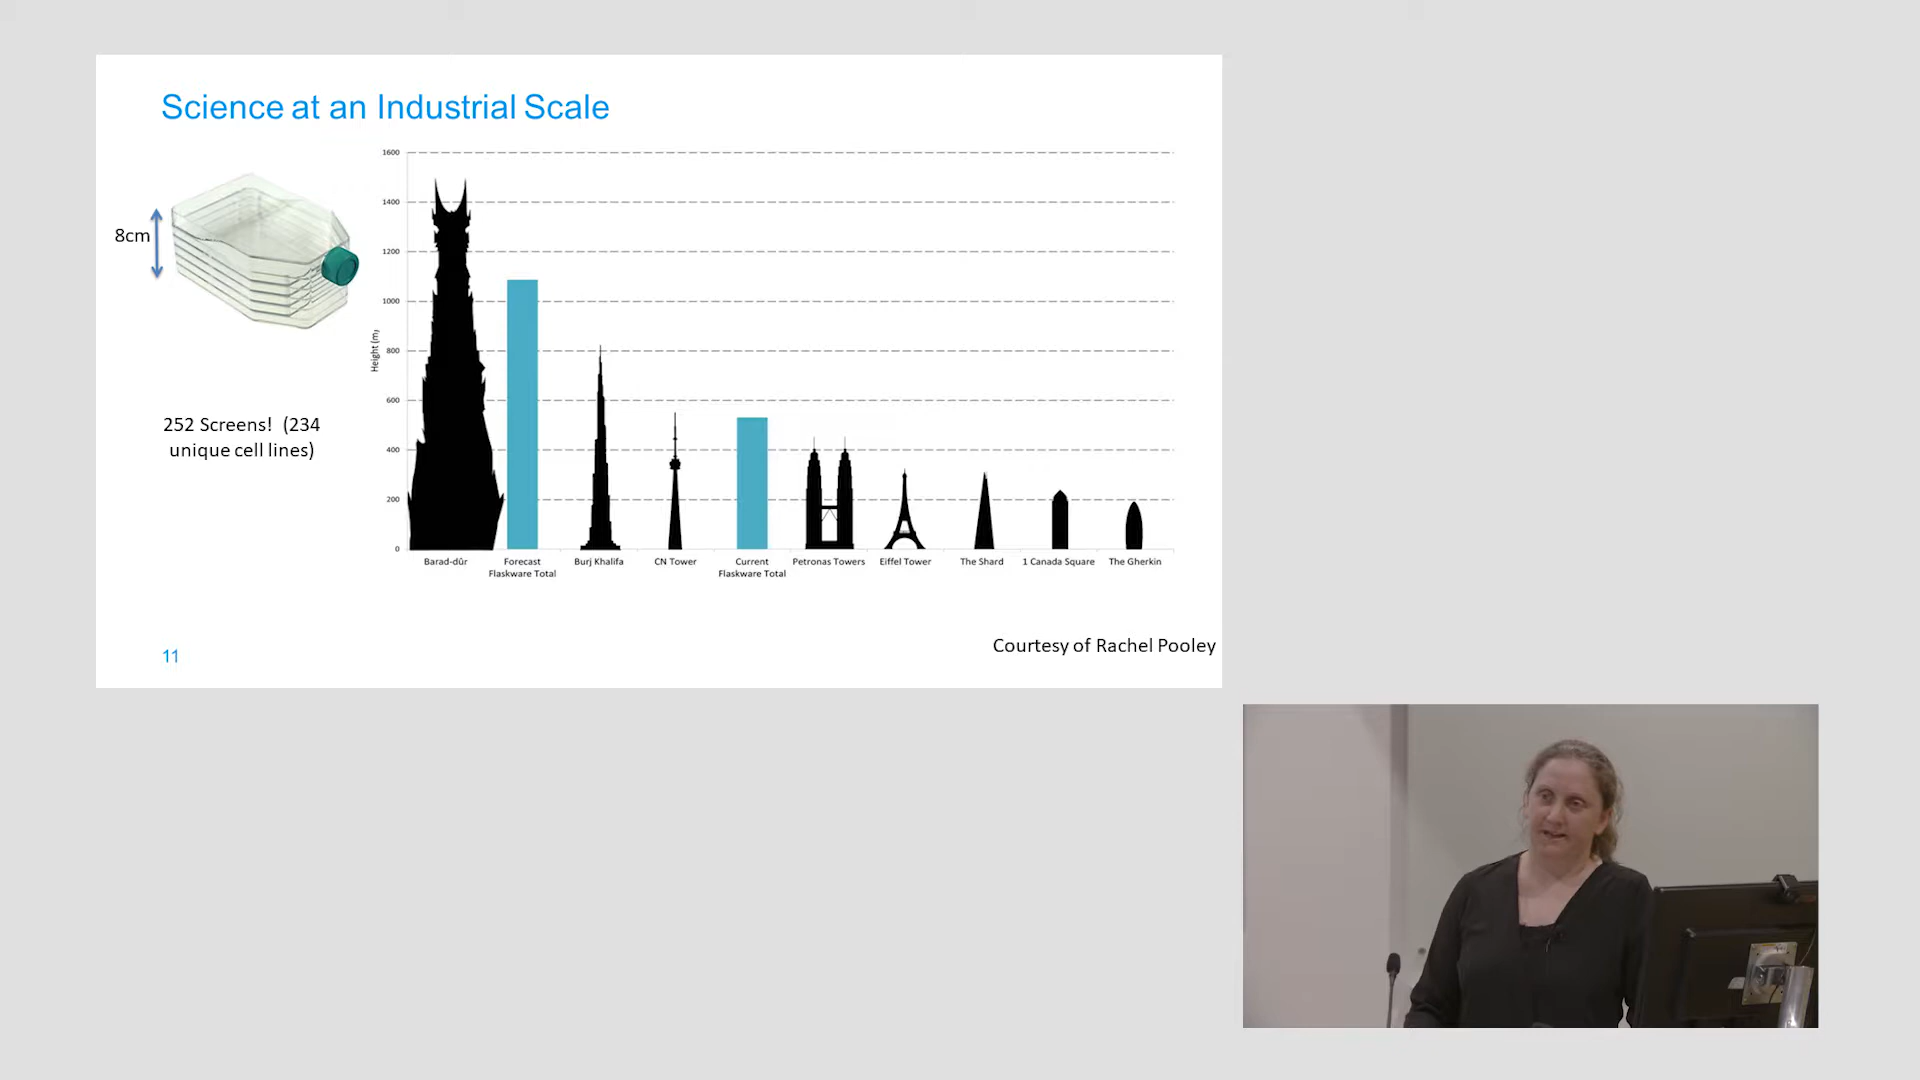 Science at an Industrial Scale
8cm
252 Screens!  (234
unique cell lines)
Height (m)
1600
1400
1200
1000
800
600
400
200
0
Barad-dûr
Forecast
Flaskware Total
Burj Khalifa
CN Tower
Current
Flaskware Total
Petronas Towers
Eiffel Tower
The Shard
1 Canada Square
The Gherkin
11
Courtesy of Rachel Pooley